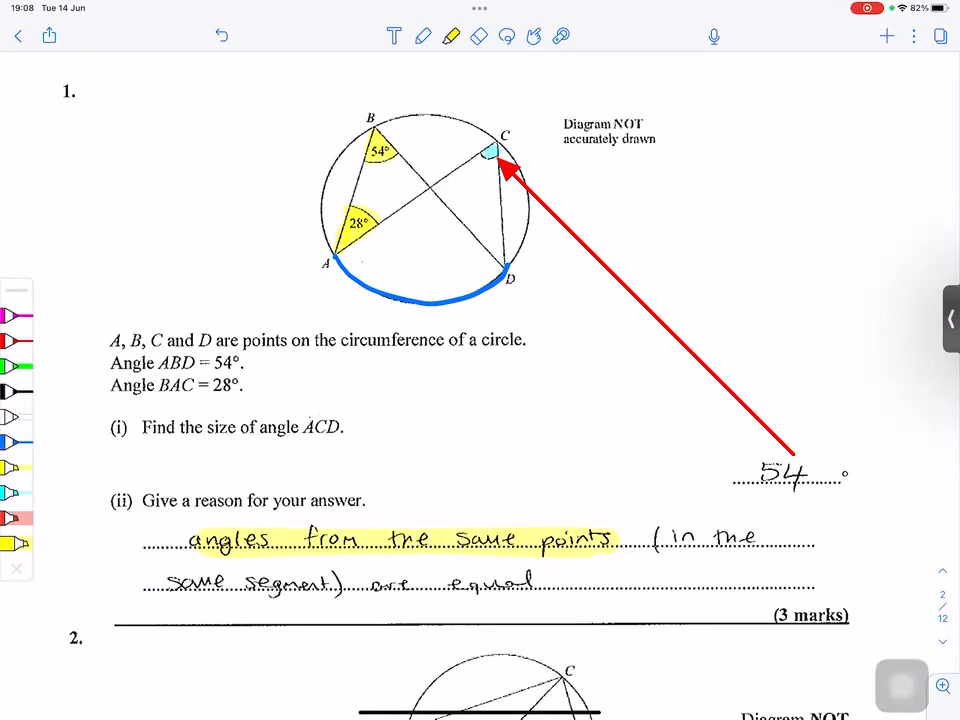 19:08 Tue 14 Jun
82%
1.
B
C
Diagram NOT
accurately drawn
54°
28°
A
D
A, B, C and D are points on the circumference of a circle.
Angle ABD = 54°.
Angle BAC = 28°.
(i) Find the size of angle ACD.
54 °
(ii) Give a reason for your answer.
angles from the same points (in the
same segment) are equal
(3 marks)
2
12
2.
C
Diagram NOT